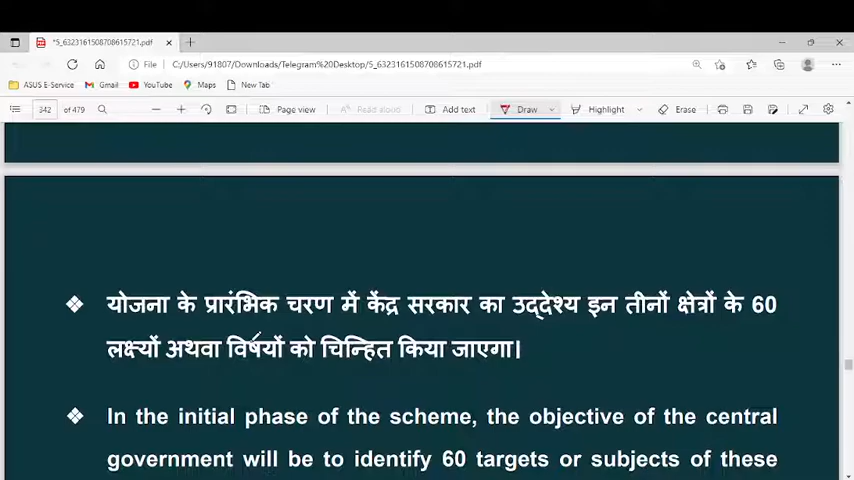 *5_6323161508708615721.pdf
File C:/Users/91807/Downloads/Telegram%20Desktop/5_6323161508708615721.pdf
ASUS E-Service Gmail YouTube Maps New Tab
342 of 479 Page view Read aloud Add text Draw Highlight Erase
योजना के प्रारंभिक चरण में केंद्र सरकार का उद्देश्य इन तीनों क्षेत्रों के 60
लक्ष्यों अथवा विषयों को चिन्हित किया जाएगा।
In the initial phase of the scheme, the objective of the central
government will be to identify 60 targets or subjects of these